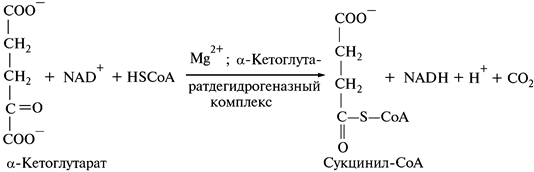 COO⁻
CH₂
CH₂
C=O
COO⁻
+ NAD⁺ + HSCoA
Mg²⁺; α-Кетоглута-
ратдегидрогеназный
комплекс
COO⁻
CH₂
CH₂
C—S—CoA
O
+ NADH + H⁺ + CO₂
α-Кетоглутарат
Сукцинил-CoA